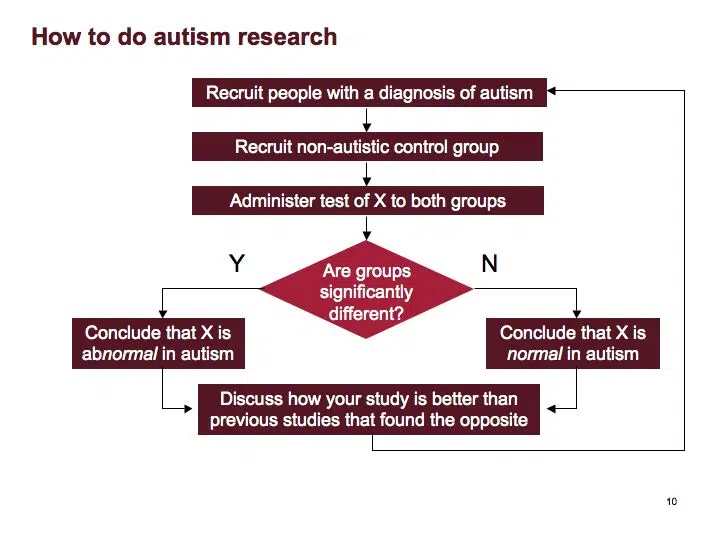 How to do autism research
Recruit people with a diagnosis of autism
Recruit non-autistic control group
Administer test of X to both groups
Y
N
Are groups
significantly
different?
Conclude that X is
abnormal in autism
Conclude that X is
normal in autism
Discuss how your study is better than
previous studies that found the opposite
10